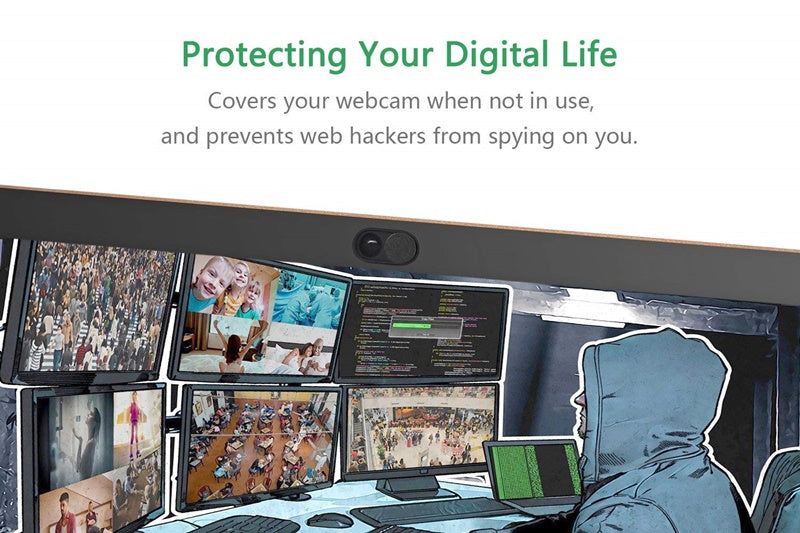 Protecting Your Digital Life
Covers your webcam when not in use,
and prevents web hackers from spying on you.